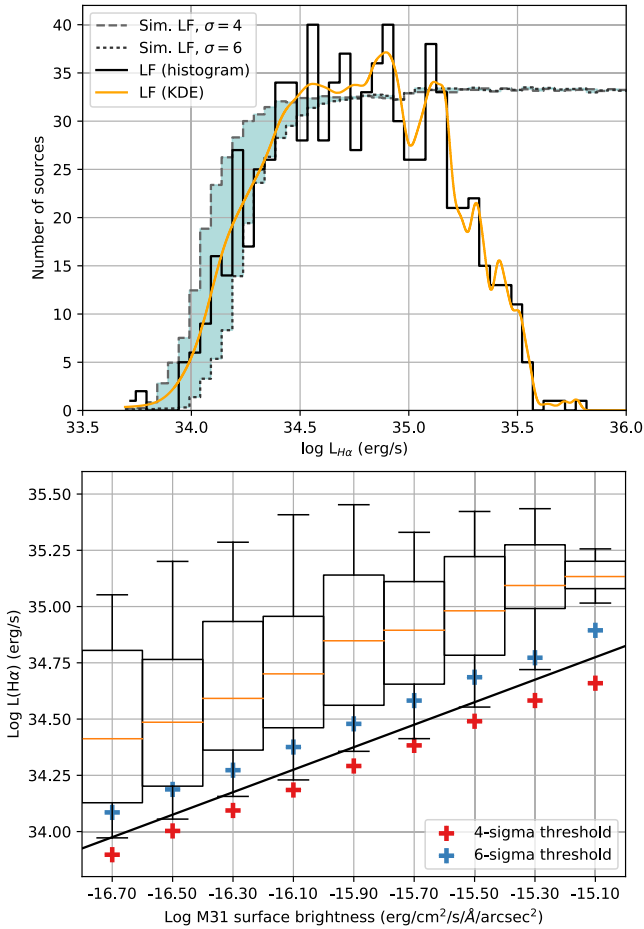 Sim. LF, σ = 4
Sim. LF, σ = 6
LF (histogram)
LF (KDE)
Number of sources
40
35
30
25
20
15
10
5
0
33.5 34.0 34.5 35.0 35.5 36.0
log L_{Hα} (erg/s)
Log L(Hα) (erg/s)
35.50
35.25
35.00
34.75
34.50
34.25
34.00
4-sigma threshold
6-sigma threshold
-16.70 -16.50 -16.30 -16.10 -15.90 -15.70 -15.50 -15.30 -15.10
Log M31 surface brightness (erg/cm²/s/Å/arcsec²)